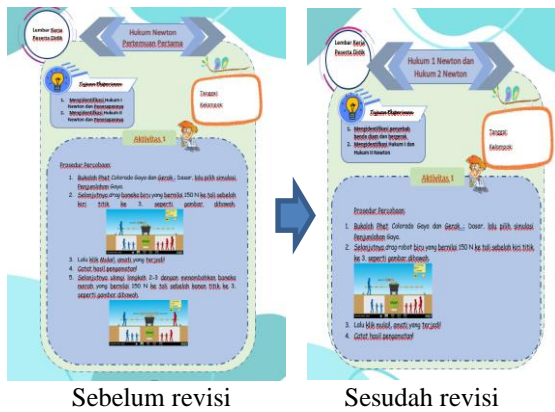 Lembar Kerja
Peserta Didik
Hukum Newton
Pertemuan Pertama
Tujuan Eksperimen
1. Mengidentifikasi Hukum I
Newton dan Penerapannya
2. Mengidentifikasi Hukum II
Newton dan Penerapannya
Tanggal:
Kelompok:
Aktivitas 1
Prosedur Percobaan:
1. Bukalah Phet Colorado Gaya dan Gerak : Dasar, lalu pilih simulasi
Penjumlahan Gaya.
2. Selanjutnya drag boneka biru yang bernilai 150 N ke tali sebelah
kiri titik ke 3. seperti gambar dibawah.
3. Lalu klik Mulai!, amati yang terjadi!
4. Catat hasil pengamatan!
5. Selanjutnya ulangi langkah 2-3 dengan menambahkan boneka
merah yang bernilai 150 N ke tali sebelah kanan titik ke 3.
seperti gambar dibawah.
Sebelum revisi
Lembar Kerja
Peserta Didik
Hukum 1 Newton dan
Hukum 2 Newton
Tujuan Eksperimen
1. Mengidentifikasi penyebab
benda diam dan bergerak
2. Mengidentifikasi Hukum I dan
Hukum II Newton
Tanggal:
Kelompok:
Aktivitas 1
Prosedur Percobaan:
1. Bukalah Phet Colorado Gaya dan Gerak : Dasar, lalu pilih simulasi
Penjumlahan Gaya.
2. Selanjutnya drag robot biru yang bernilai 150 N ke tali sebelah kiri titik
ke 3. seperti gambar dibawah.
3. Lalu klik mulai!, amati yang terjadi!
4. Catat hasil pengamatan!
Sesudah revisi